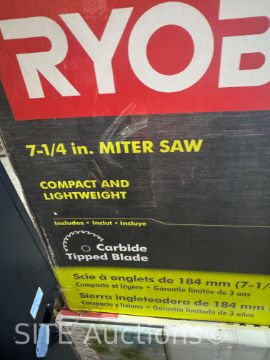 RYOB
7-1/4 in. MITER SAW
COMPACT AND
LIGHTWEIGHT
Includes • Inclut • Incluye
Carbide
Tipped Blade
Scie à onglets de 184 mm (7-1/
Compacte et légère • Garantie limitée de 3 ans
Sierra ingleteadora de 184 mm
Compacta y liviana • Garantía limitada de 3 años
SITE Auctions